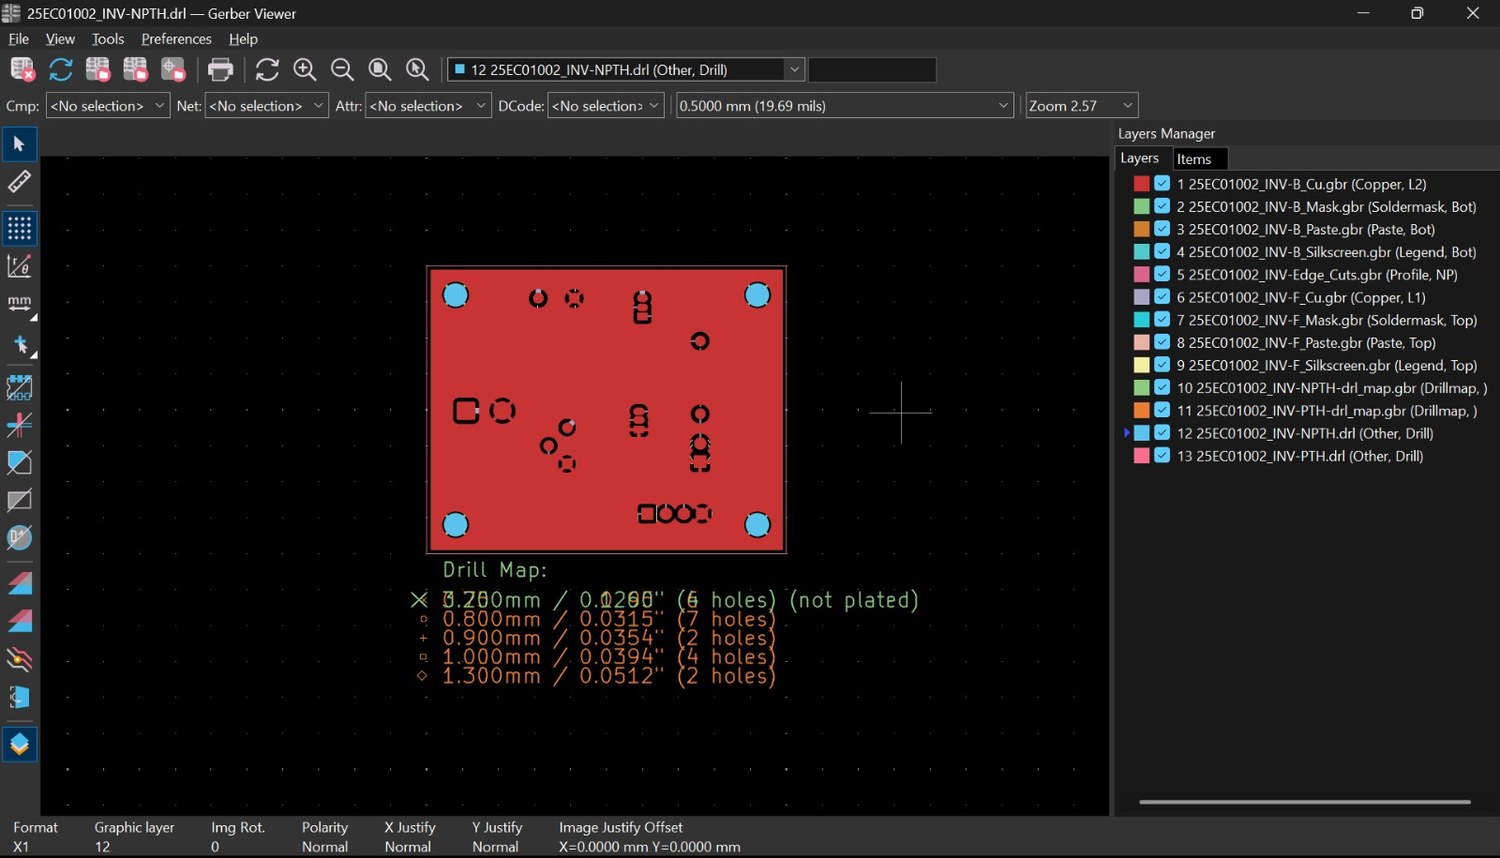 25EC01002_INV-NPTH.drl — Gerber Viewer
File View Tools Preferences Help
12 25EC01002_INV-NPTH.drl (Other, Drill)
Cmp: <No selection> Net: <No selection> Attr: <No selection> DCode: <No selection> 0.5000 mm (19.69 mils) Zoom 2.57
Layers Manager
Layers Items
1 25EC01002_INV-B_Cu.gbr (Copper, L2)
2 25EC01002_INV-B_Mask.gbr (Soldermask, Bot)
3 25EC01002_INV-B_Paste.gbr (Paste, Bot)
4 25EC01002_INV-B_Silkscreen.gbr (Legend, Bot)
5 25EC01002_INV-Edge_Cuts.gbr (Profile, NP)
6 25EC01002_INV-F_Cu.gbr (Copper, L1)
7 25EC01002_INV-F_Mask.gbr (Soldermask, Top)
8 25EC01002_INV-F_Paste.gbr (Paste, Top)
9 25EC01002_INV-F_Silkscreen.gbr (Legend, Top)
10 25EC01002_INV-NPTH-drl_map.gbr (Drillmap, )
11 25EC01002_INV-PTH-drl_map.gbr (Drillmap, )
12 25EC01002_INV-NPTH.drl (Other, Drill)
13 25EC01002_INV-PTH.drl (Other, Drill)
mm
Drill Map:
holes) (not plated)
0.800mm / 0.0315" (7 holes)
0.900mm / 0.0354" (2 holes)
1.000mm / 0.0394" (4 holes)
1.300mm / 0.0512" (2 holes)
Format Graphic layer Img Rot. Polarity X Justify Y Justify Image Justify Offset
X1 12 0 Normal Normal Normal X=0.0000 mm Y=0.0000 mm